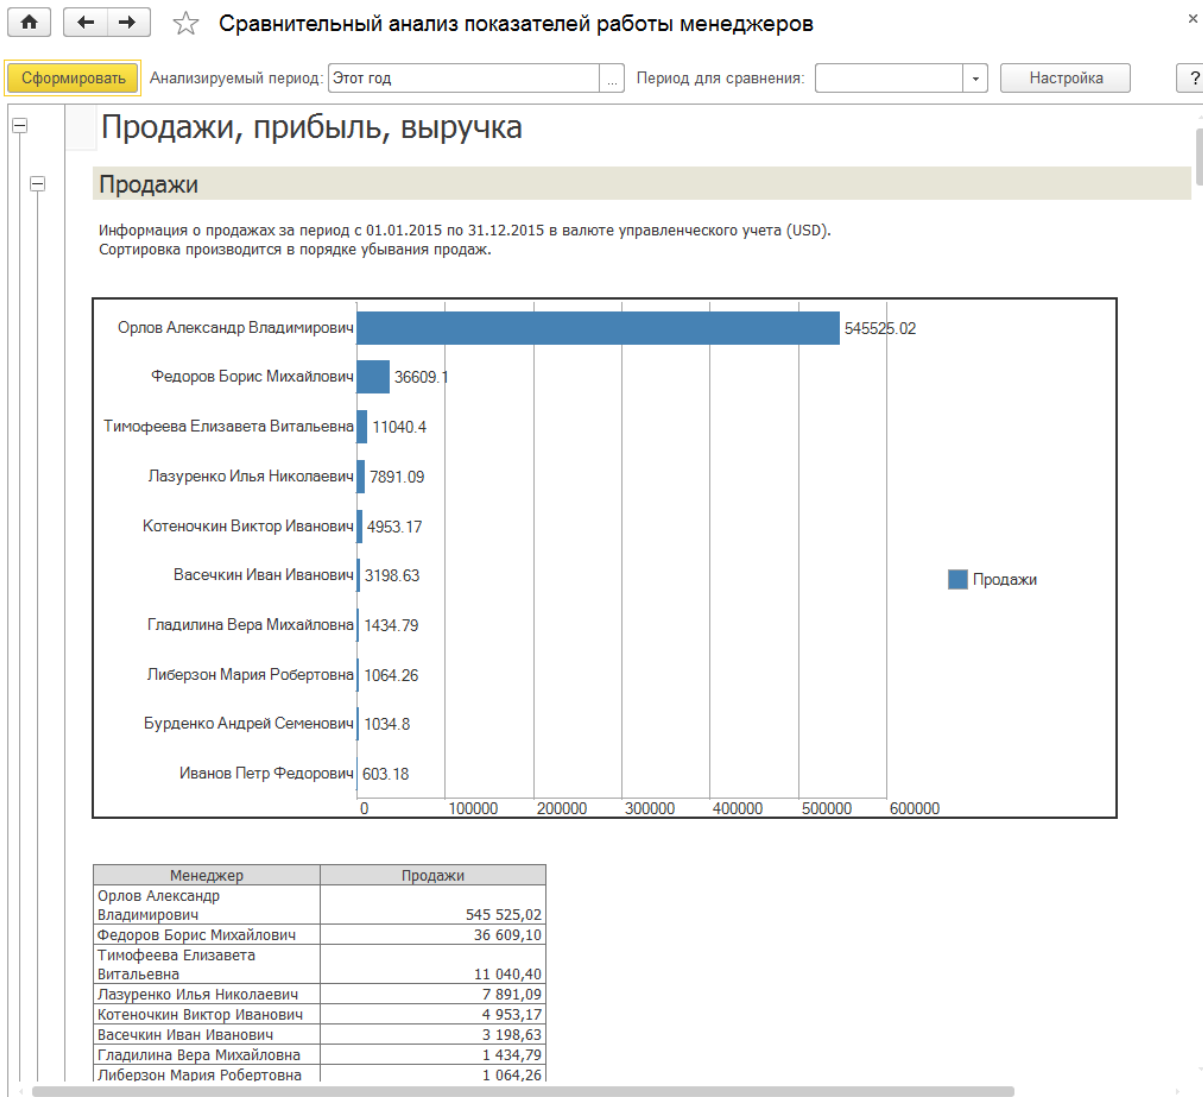 Сравнительный анализ показателей работы менеджеров
×
Сформировать Анализируемый период: Этот год ... Период для сравнения: Настройка ?
Продажи, прибыль, выручка
Продажи
Информация о продажах за период с 01.01.2015 по 31.12.2015 в валюте управленческого учета (USD).
Сортировка производится в порядке убывания продаж.
Орлов Александр Владимирович 545525.02
Федоров Борис Михайлович 36609.1
Тимофеева Елизавета Витальевна 11040.4
Лазуренко Илья Николаевич 7891.09
Котеночкин Виктор Иванович 4953.17
Васечкин Иван Иванович 3198.63
Продажи
Гладилина Вера Михайловна 1434.79
Либерзон Мария Робертовна 1064.26
Бурденко Андрей Семенович 1034.8
Иванов Петр Федорович 603.18
0 100000 200000 300000 400000 500000 600000
Менеджер Продажи
Орлов Александр
Владимирович 545 525,02
Федоров Борис Михайлович 36 609,10
Тимофеева Елизавета
Витальевна 11 040,40
Лазуренко Илья Николаевич 7 891,09
Котеночкин Виктор Иванович 4 953,17
Васечкин Иван Иванович 3 198,63
Гладилина Вера Михайловна 1 434,79
Либерзон Мария Робертовна 1 064,26